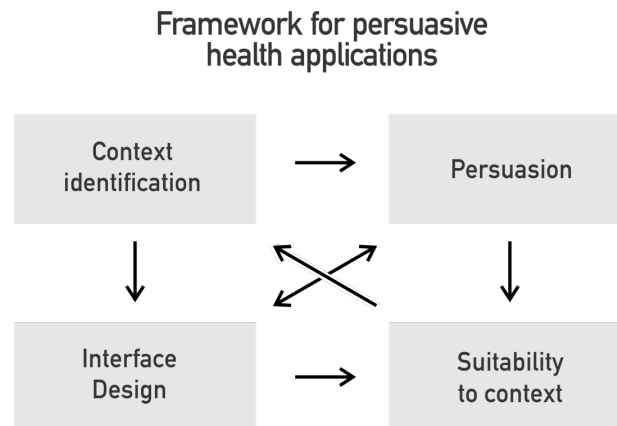 Framework for persuasive
health applications
Context
identification
Persuasion
Interface
Design
Suitability
to context